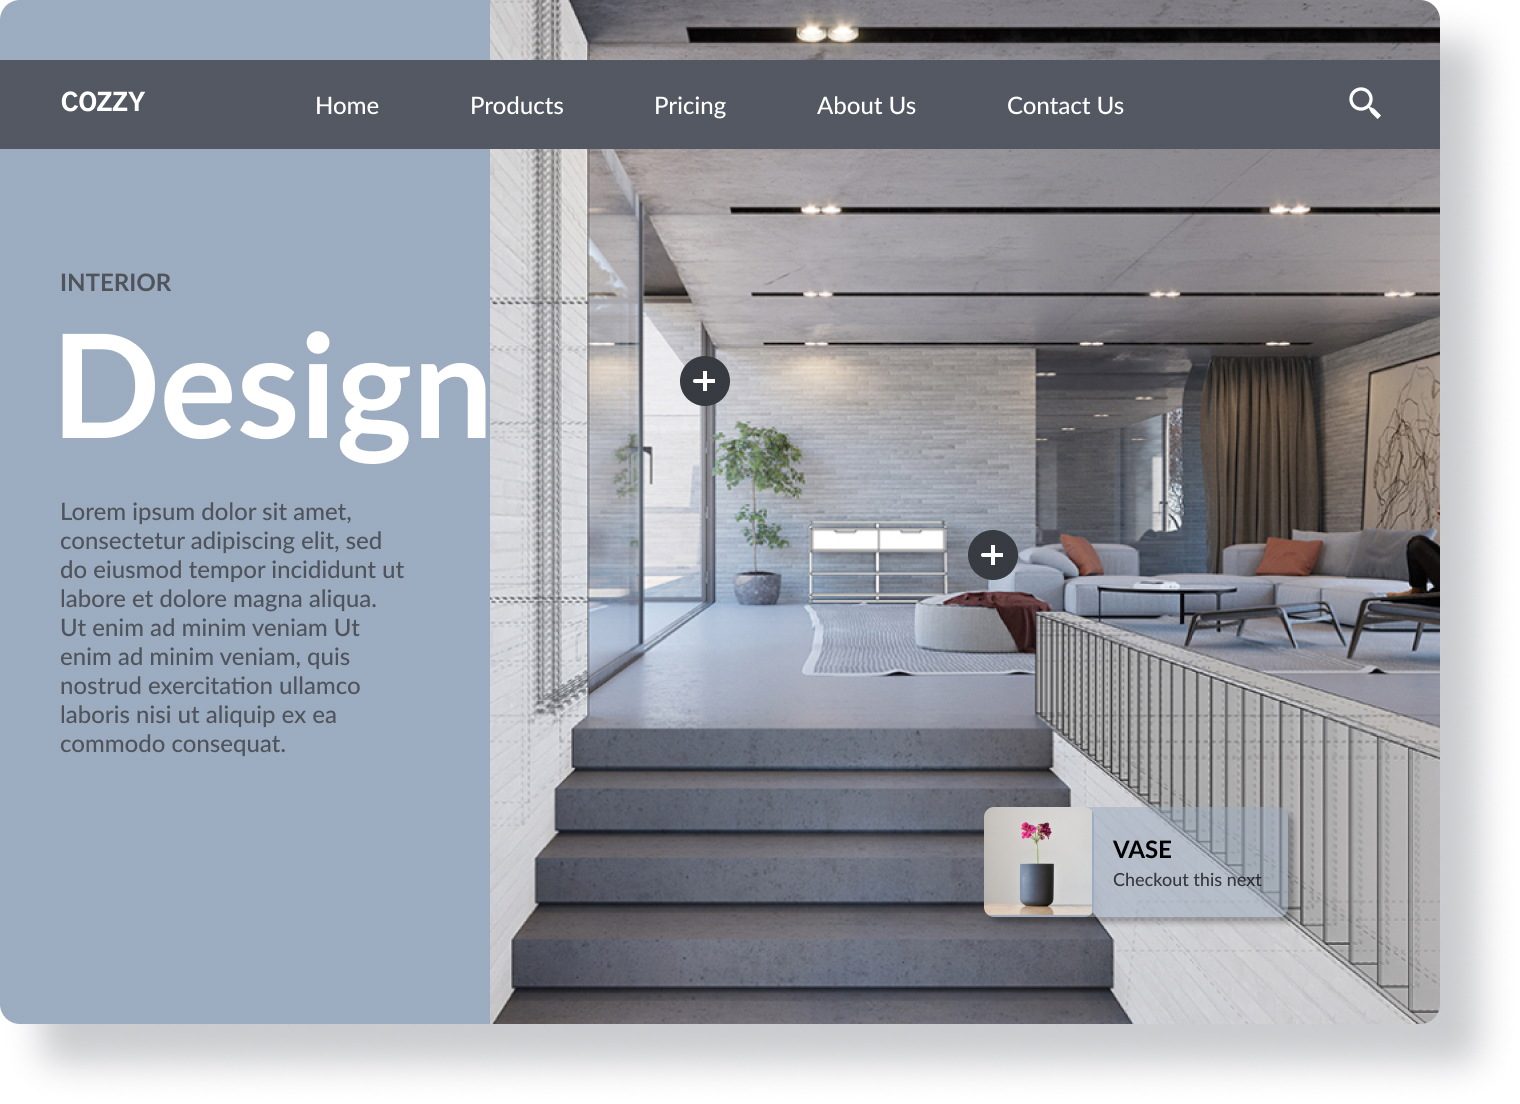 COZZY
Home
Products
Pricing
About Us
Contact Us
INTERIOR
Design
Lorem ipsum dolor sit amet,
consectetur adipiscing elit, sed
do eiusmod tempor incididunt ut
labore et dolore magna aliqua.
Ut enim ad minim veniam Ut
enim ad minim veniam, quis
nostrud exercitation ullamco
laboris nisi ut aliquip ex ea
commodo consequat.
VASE
Checkout this next